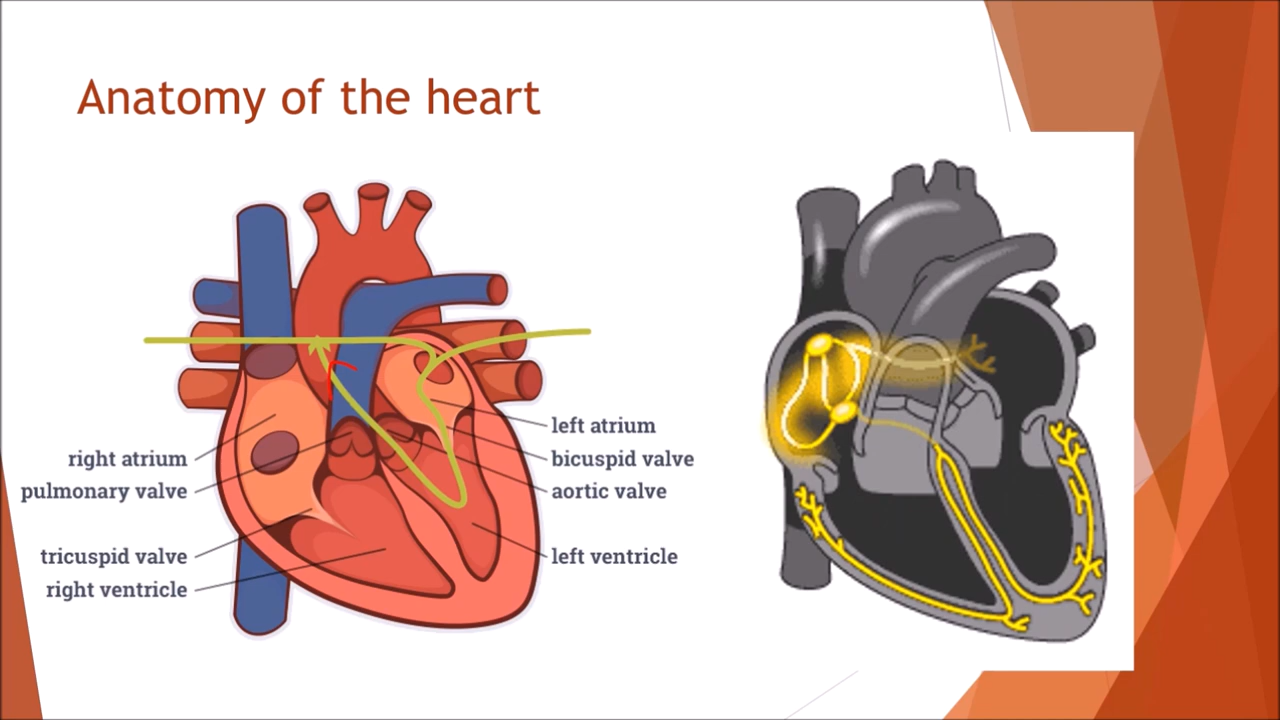 Anatomy of the heart
right atrium
pulmonary valve
tricuspid valve
right ventricle
left atrium
bicuspid valve
aortic valve
left ventricle